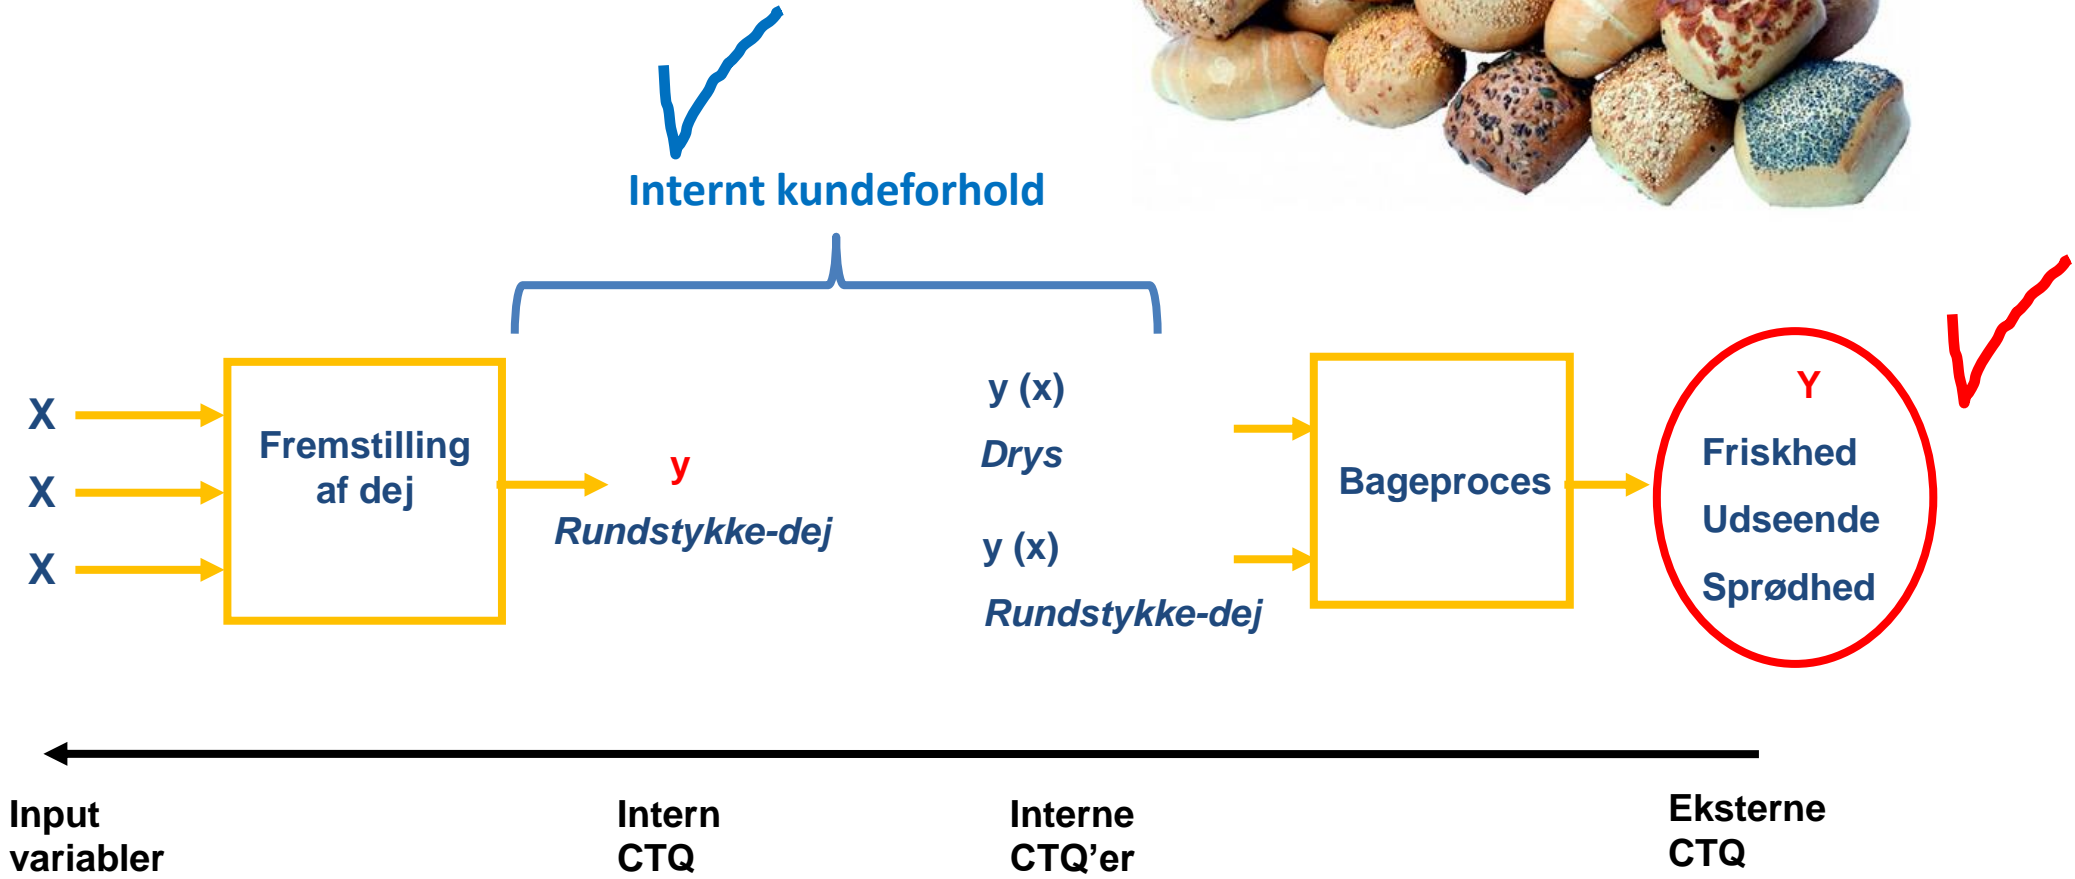 Internt kundeforhold
X
X
X
Fremstilling
af dej
y
Rundstykke-dej
y (x)
Drys
y (x)
Rundstykke-dej
Bageproces
Y
Friskhed
Udseende
Sprødhed
Input
variabler
Intern
CTQ
Interne
CTQ’er
Eksterne
CTQ